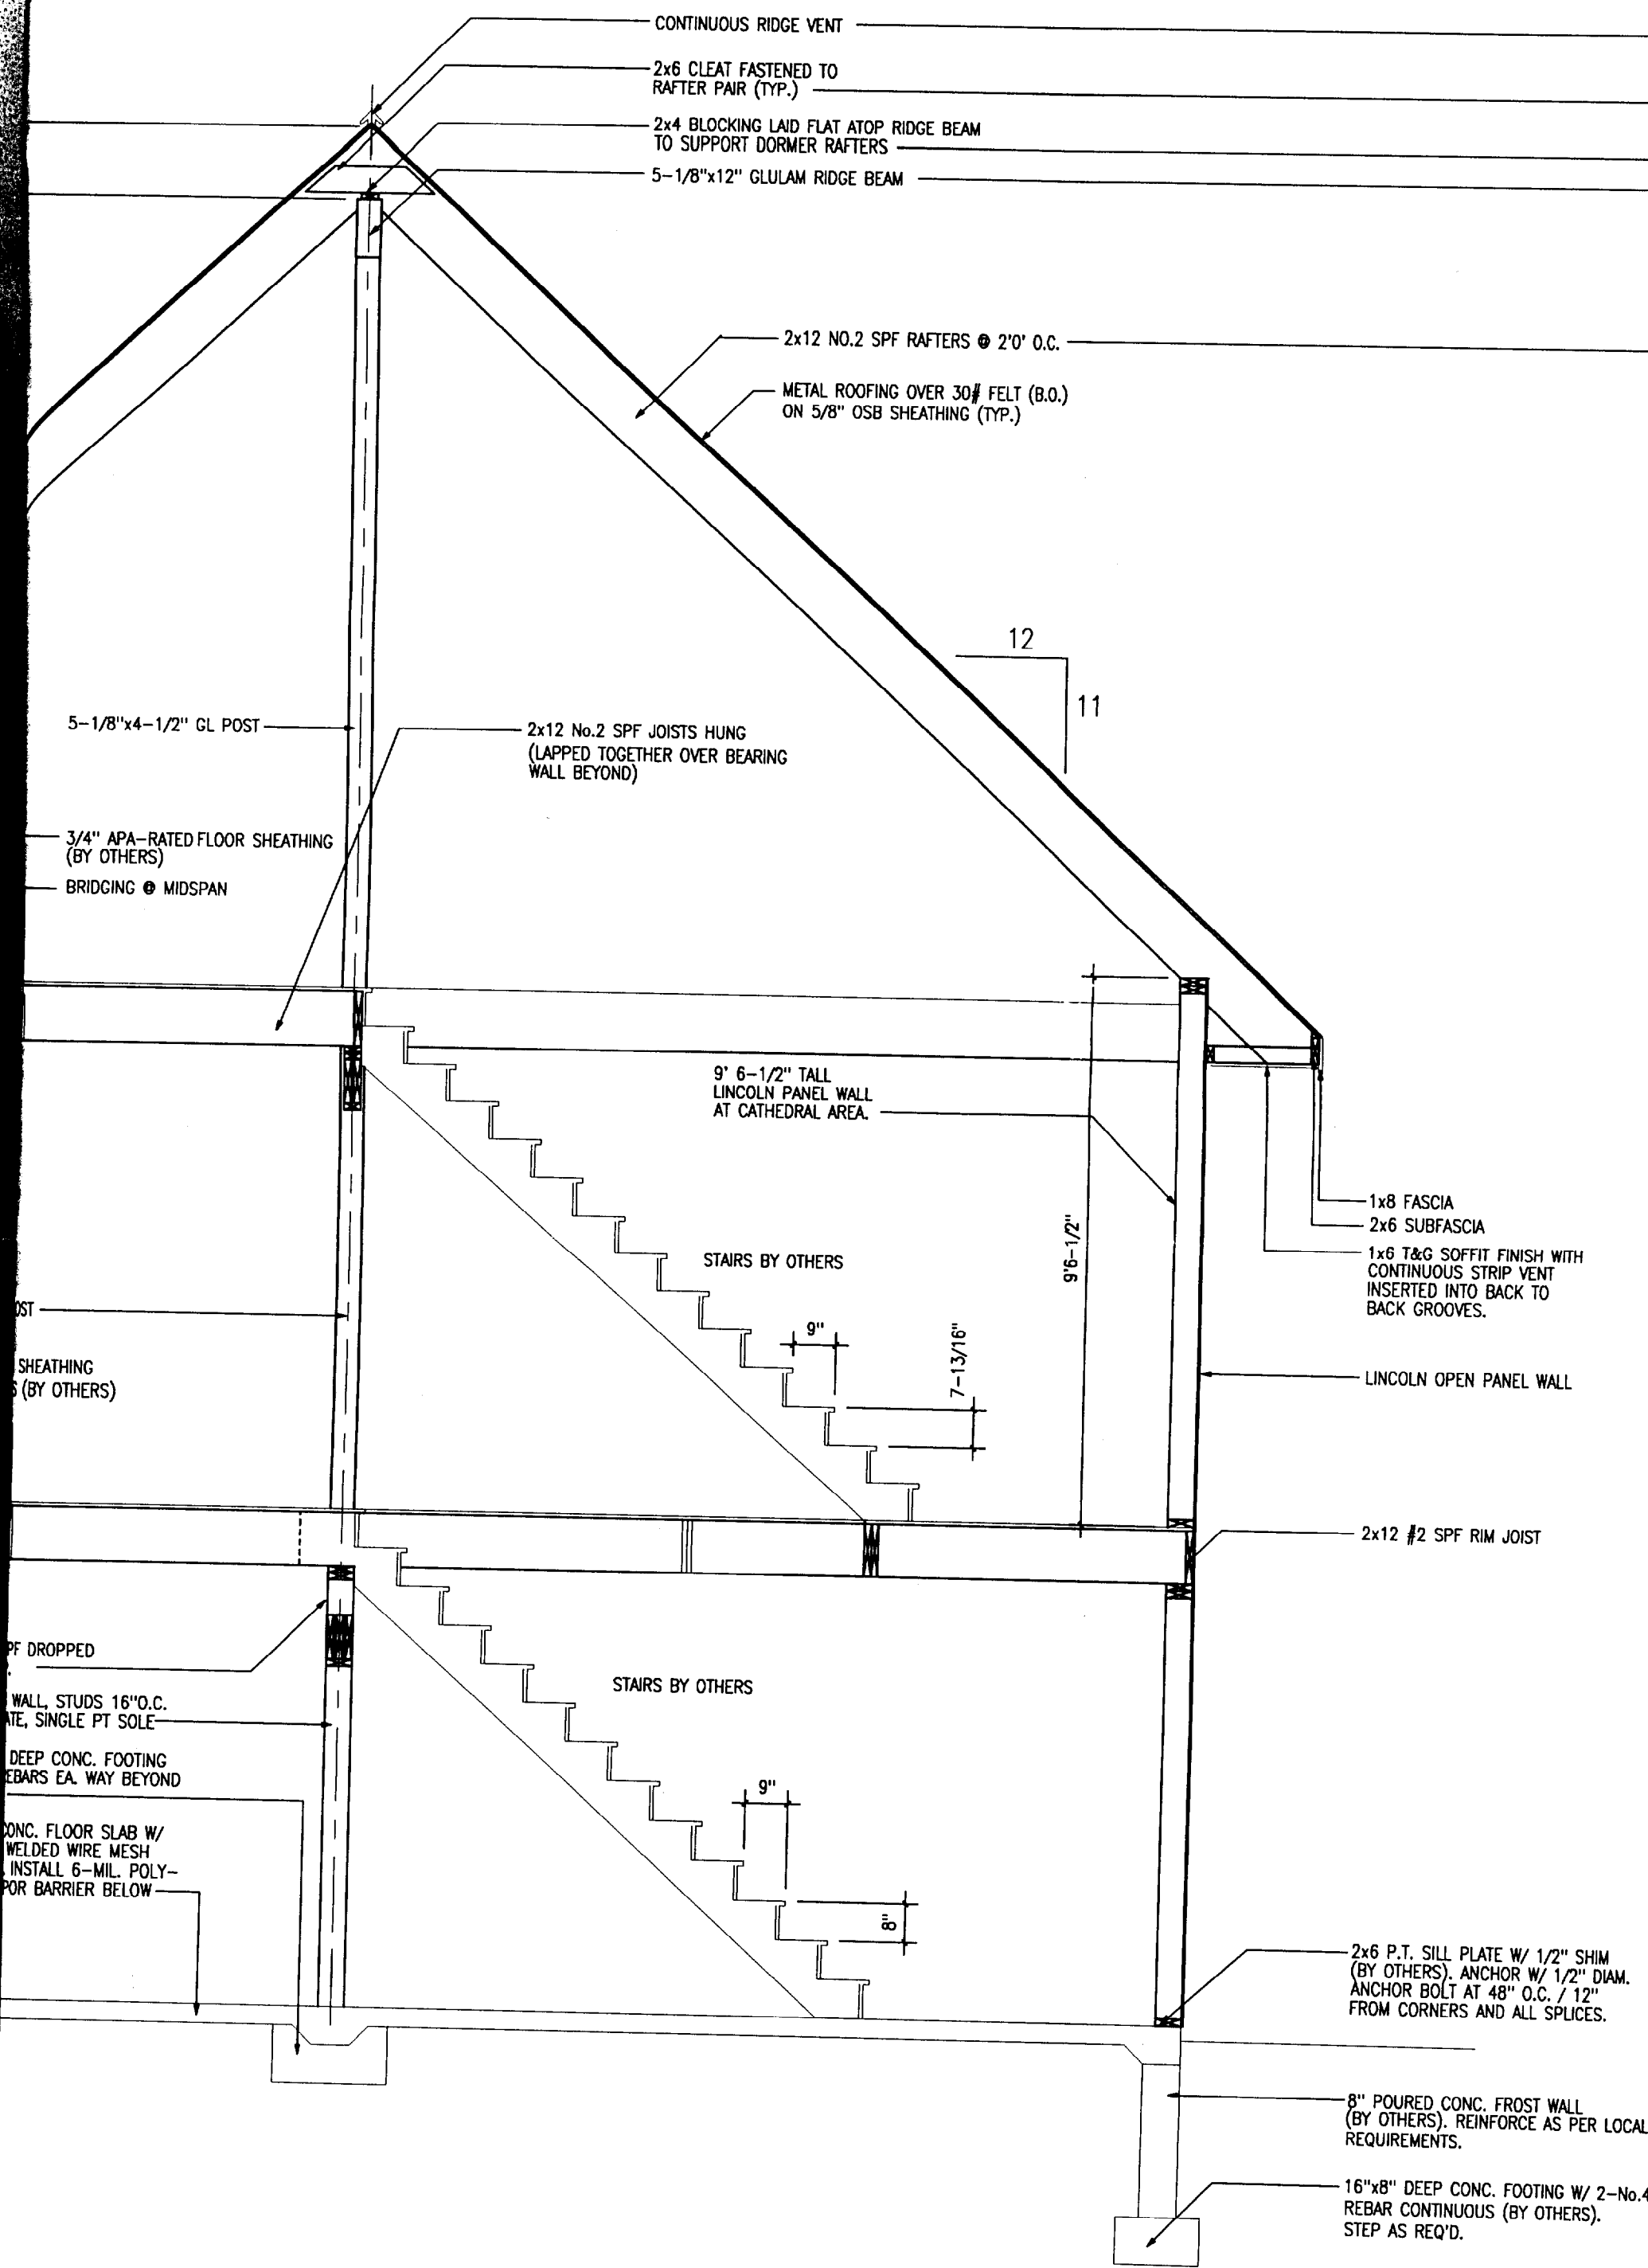 CONTINUOUS RIDGE VENT
2x6 CLEAT FASTENED TO
RAFTER PAIR (TYP.)
2x4 BLOCKING LAID FLAT ATOP RIDGE BEAM
TO SUPPORT DORMER RAFTERS
5-1/8"x12" GLULAM RIDGE BEAM
2x12 NO.2 SPF RAFTERS @ 2'0' O.C.
METAL ROOFING OVER 30# FELT (B.O.)
ON 5/8" OSB SHEATHING (TYP.)
12
11
5-1/8"x4-1/2" GL POST
2x12 No.2 SPF JOISTS HUNG
(LAPPED TOGETHER OVER BEARING
WALL BEYOND)
3/4" APA-RATED FLOOR SHEATHING
(BY OTHERS)
BRIDGING @ MIDSPAN
9' 6-1/2" TALL
LINCOLN PANEL WALL
AT CATHEDRAL AREA.
9'6-1/2"
1x8 FASCIA
2x6 SUBFASCIA
1x6 T&G SOFFIT FINISH WITH
CONTINUOUS STRIP VENT
INSERTED INTO BACK TO
BACK GROOVES.
STAIRS BY OTHERS
9"
7-13/16"
OST
SHEATHING
(BY OTHERS)
LINCOLN OPEN PANEL WALL
2x12 #2 SPF RIM JOIST
PF DROPPED
WALL, STUDS 16"O.C.
ATE, SINGLE PT SOLE
DEEP CONC. FOOTING
EBARS EA. WAY BEYOND
CONC. FLOOR SLAB W/
WELDED WIRE MESH
INSTALL 6-MIL. POLY-
POR BARRIER BELOW
STAIRS BY OTHERS
9"
8"
2x6 P.T. SILL PLATE W/ 1/2" SHIM
(BY OTHERS). ANCHOR W/ 1/2" DIAM.
ANCHOR BOLT AT 48" O.C. / 12"
FROM CORNERS AND ALL SPLICES.
8" POURED CONC. FROST WALL
(BY OTHERS). REINFORCE AS PER LOCAL
REQUIREMENTS.
16"x8" DEEP CONC. FOOTING W/ 2-No.4
REBAR CONTINUOUS (BY OTHERS).
STEP AS REQ'D.